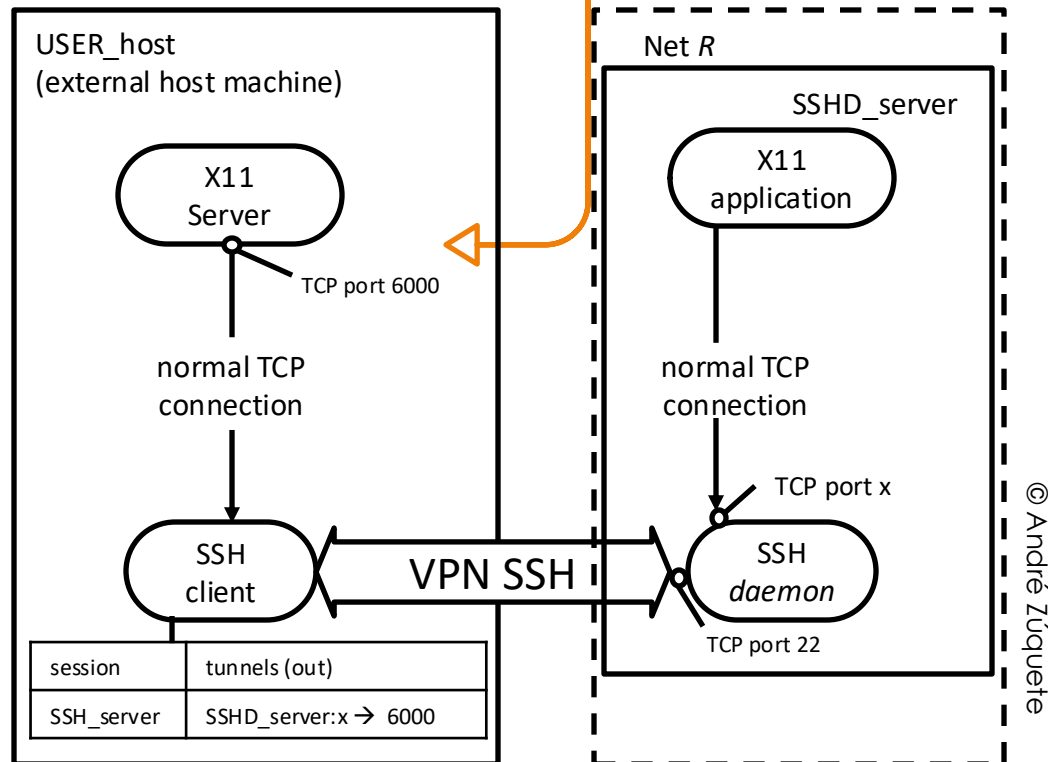 USER_host
(external host machine)
X11
Server
TCP port 6000
normal TCP
connection
SSH
client
session
tunnels (out)
SSH_server
SSHD_server:x → 6000
VPN SSH
Net R
SSHD_server
X11
application
normal TCP
connection
TCP port x
SSH
daemon
TCP port 22
© André Zúquete